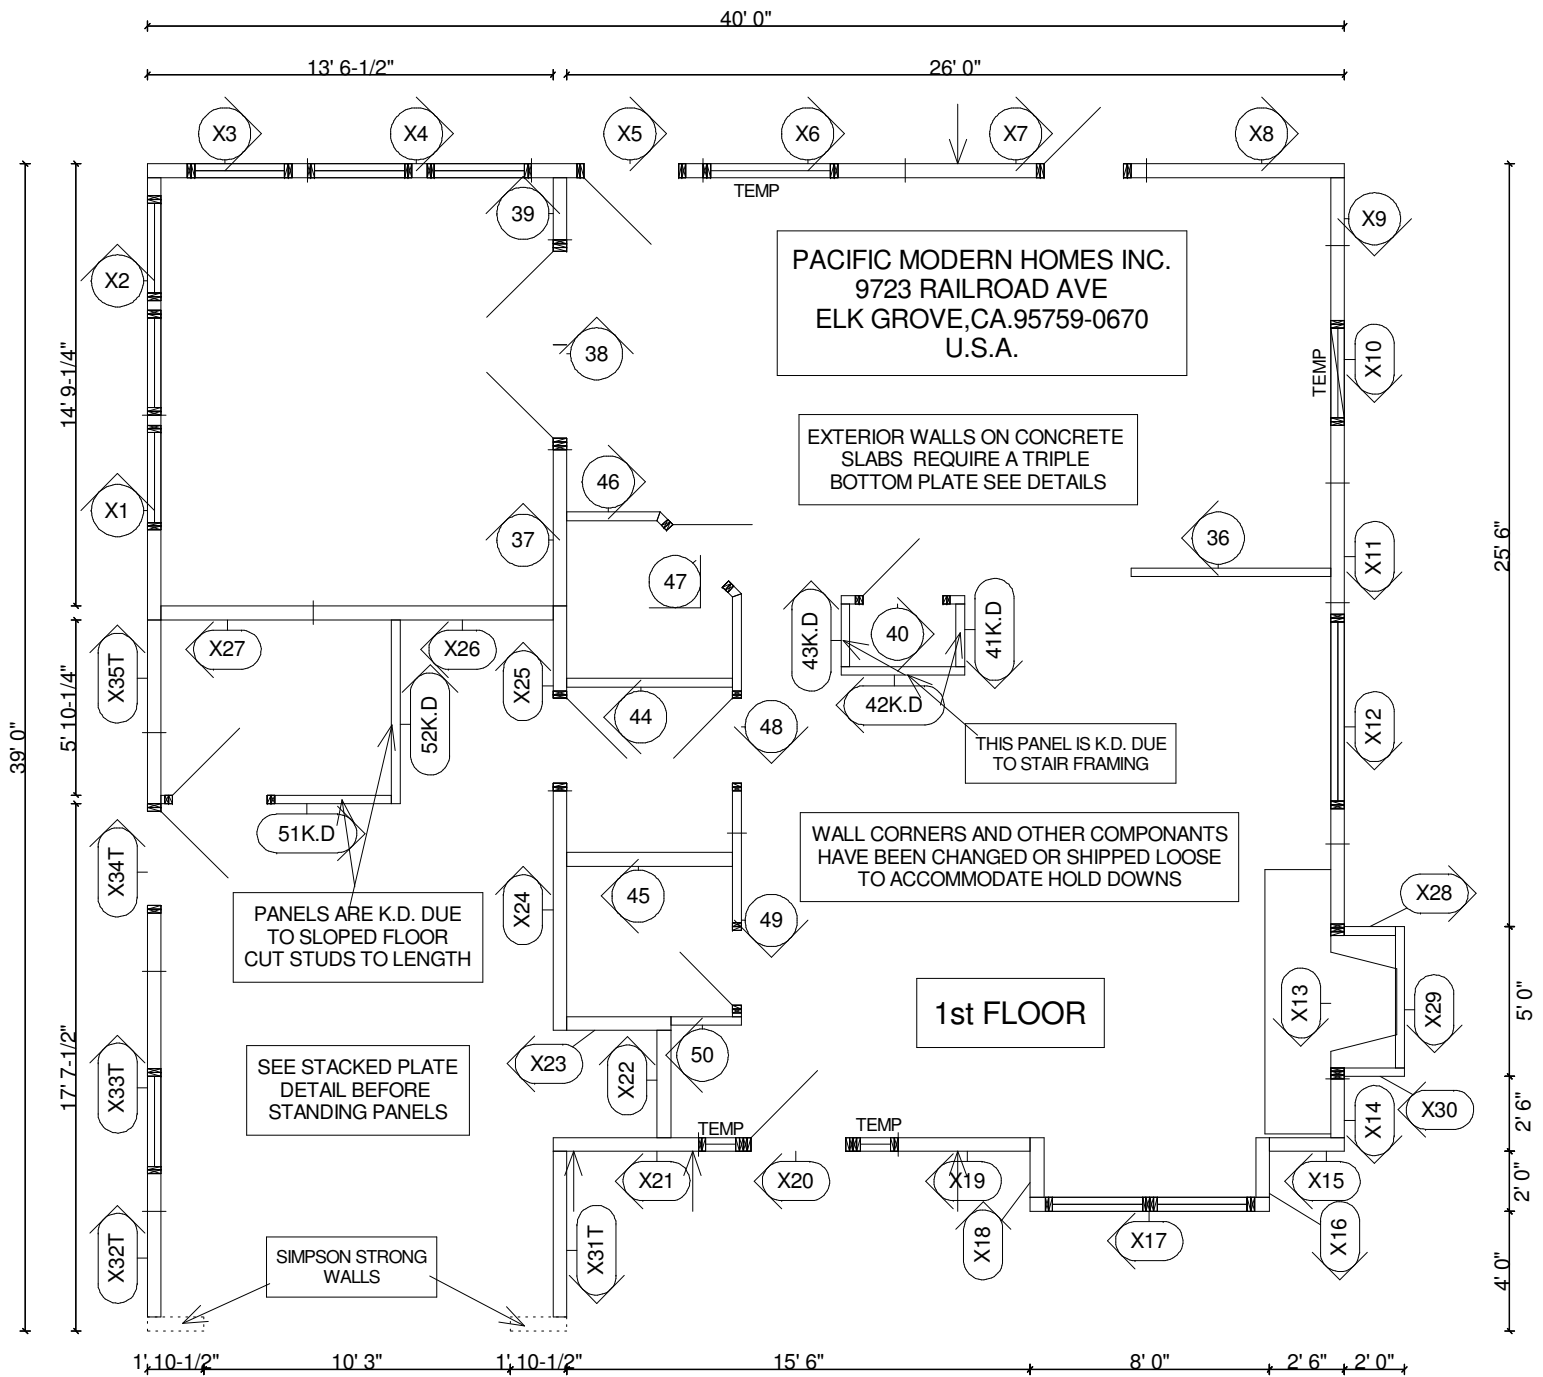 40' 0"
13' 6-1/2"
26' 0"
X3
X4
X5
X6
X7
X8
TEMP
39
X9
X2
PACIFIC MODERN HOMES INC.
9723 RAILROAD AVE
ELK GROVE,CA.95759-0670
U.S.A.
38
TEMP
X10
14' 9-1/4"
EXTERIOR WALLS ON CONCRETE
SLABS REQUIRE A TRIPLE
BOTTOM PLATE SEE DETAILS
46
X1
37
36
X11
25' 6"
47
43K.D
40
41K.D
X27
X26
X35T
X25
52K.D
42K.D
44
48
X12
5' 10-1/4"
39' 0"
THIS PANEL IS K.D. DUE
TO STAIR FRAMING
51K.D
WALL CORNERS AND OTHER COMPONANTS
HAVE BEEN CHANGED OR SHIPPED LOOSE
TO ACCOMMODATE HOLD DOWNS
X34T
X24
45
49
X28
PANELS ARE K.D. DUE
TO SLOPED FLOOR
CUT STUDS TO LENGTH
1st FLOOR
X13
X29
5' 0"
17' 7-1/2"
X23
X22
50
SEE STACKED PLATE
DETAIL BEFORE
STANDING PANELS
X33T
X14
X30
2' 6"
TEMP
TEMP
X21
X20
X19
X15
2' 0"
X32T
X31T
X18
X17
X16
SIMPSON STRONG
WALLS
4' 0"
1' 10-1/2"
10' 3"
1' 10-1/2"
15' 6"
8' 0"
2' 6"
2' 0"